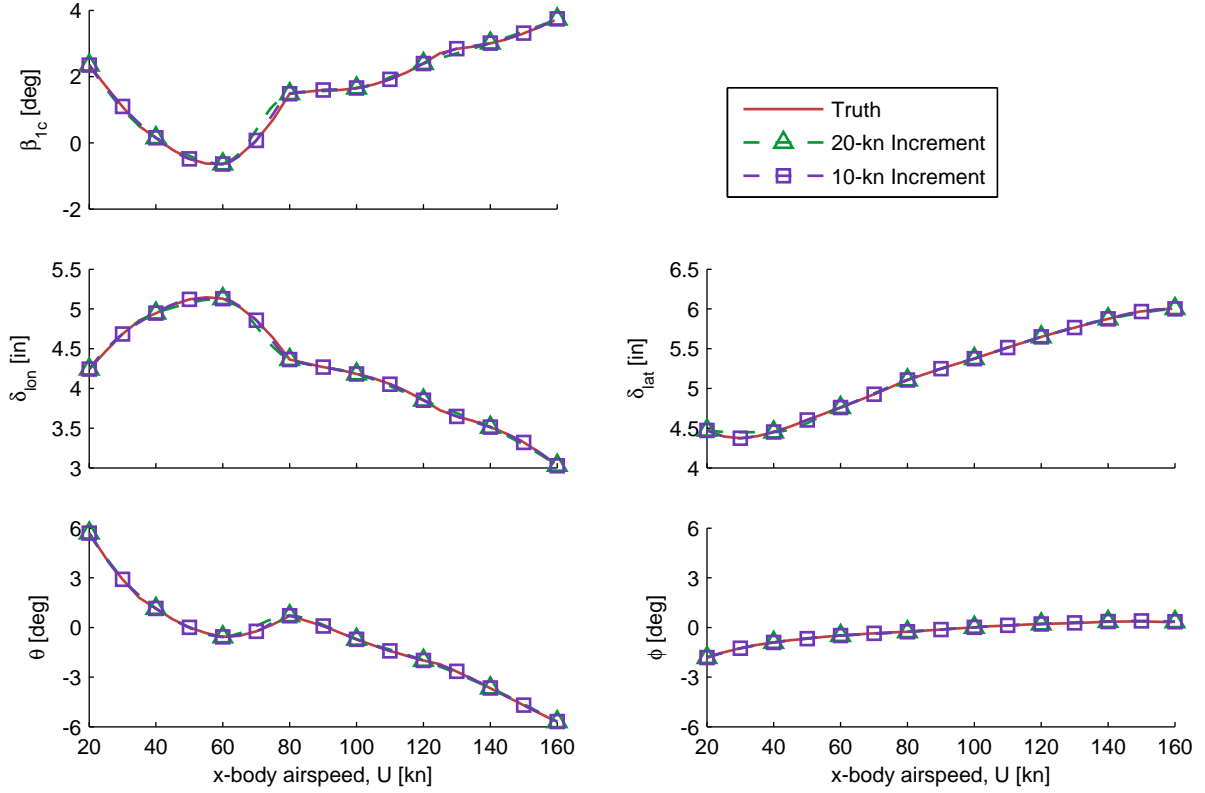 4
2
0
-2
β1c [deg]
Truth
20-kn Increment
10-kn Increment
5.5
5
4.5
4
3.5
3
δlon [in]
6.5
6
5.5
5
4.5
4
δlat [in]
6
3
0
-3
-6
θ [deg]
20 40 60 80 100 120 140 160
x-body airspeed, U [kn]
6
3
0
-3
-6
ϕ [deg]
20 40 60 80 100 120 140 160
x-body airspeed, U [kn]